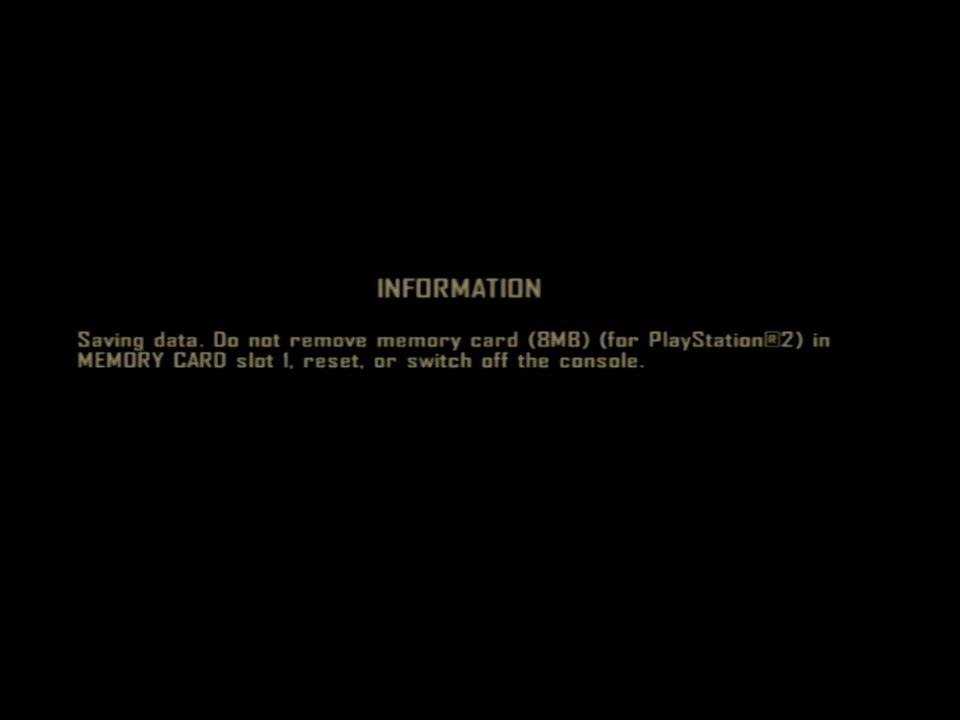 INFORMATION
Saving data. Do not remove memory card (8MB) (for PlayStation®2) in
MEMORY CARD slot 1, reset, or switch off the console.